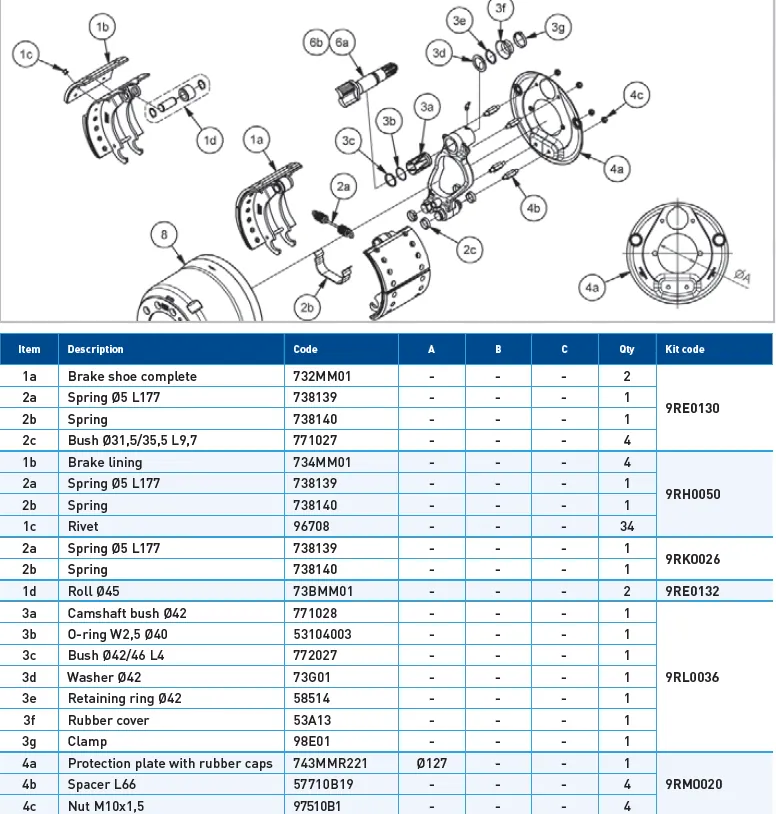 1b
1c
6b 6a
3e
3f
3g
3d
3a
3b
3c
1d
1a
4c
2a
4a
4b
2c
8
2b
4a
ØA
Item Description Code A B C Qty Kit code
1a Brake shoe complete 732MM01 - - - 2
2a Spring Ø5 L177 738139 - - - 1
2b Spring 738140 - - - 1
2c Bush Ø31,5/35,5 L9,7 771027 - - - 4
9RE0130
1b Brake lining 734MM01 - - - 4
2a Spring Ø5 L177 738139 - - - 1
2b Spring 738140 - - - 1
1c Rivet 96708 - - - 34
9RH0050
2a Spring Ø5 L177 738139 - - - 1
2b Spring 738140 - - - 1
9RK0026
1d Roll Ø45 73BMM01 - - - 2 9RE0132
3a Camshaft bush Ø42 771028 - - - 1
3b O-ring W2,5 Ø40 53104003 - - - 1
3c Bush Ø42/46 L4 772027 - - - 1
3d Washer Ø42 73G01 - - - 1
3e Retaining ring Ø42 58514 - - - 1
3f Rubber cover 53A13 - - - 1
3g Clamp 98E01 - - - 1
9RL0036
4a Protection plate with rubber caps 743MMR221 Ø127 - - 1
4b Spacer L66 57710B19 - - - 4
4c Nut M10x1,5 97510B1 - - - 4
9RM0020